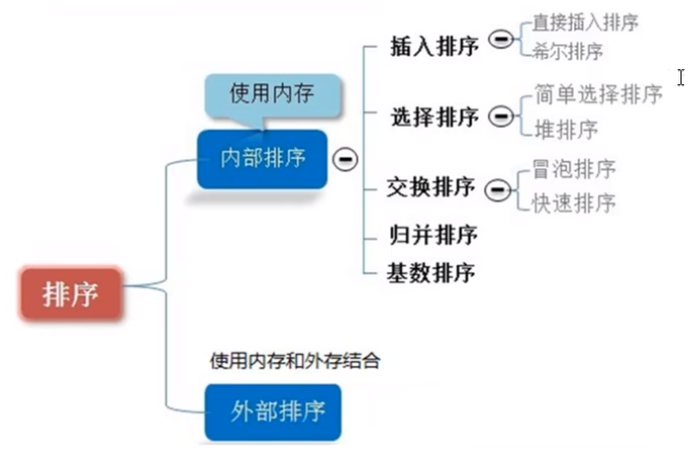 直接插入排序
插入排序
希尔排序
使用内存
简单选择排序
选择排序
堆排序
内部排序
冒泡排序
交换排序
快速排序
归并排序
基数排序
排序
使用内存和外存结合
外部排序